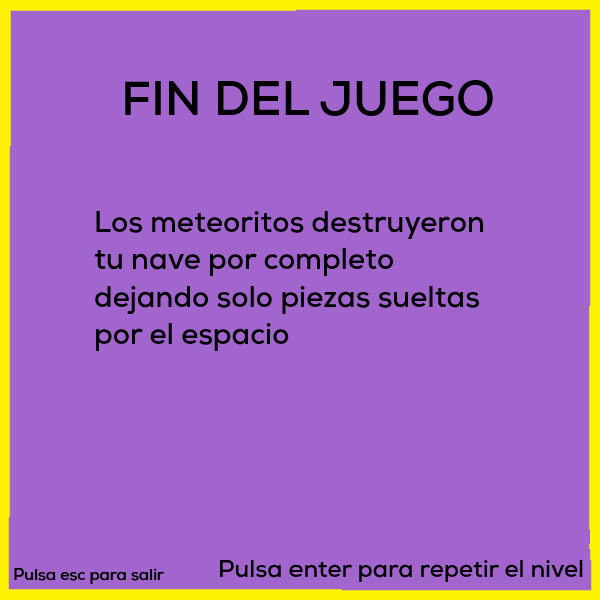 FIN DEL JUEGO
Los meteoritos destruyeron
tu nave por completo
dejando solo piezas sueltas
por el espacio
Pulsa esc para salir
Pulsa enter para repetir el nivel